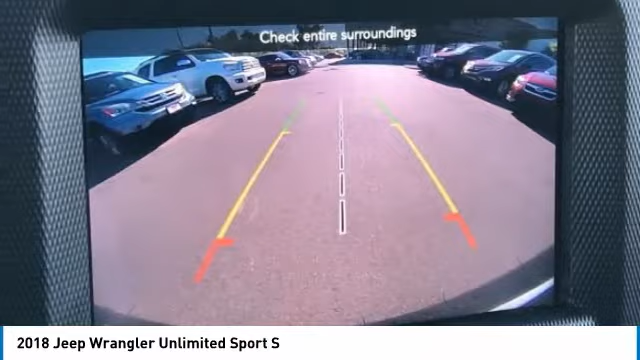 Check entire surroundings
2018 Jeep Wrangler Unlimited Sport S